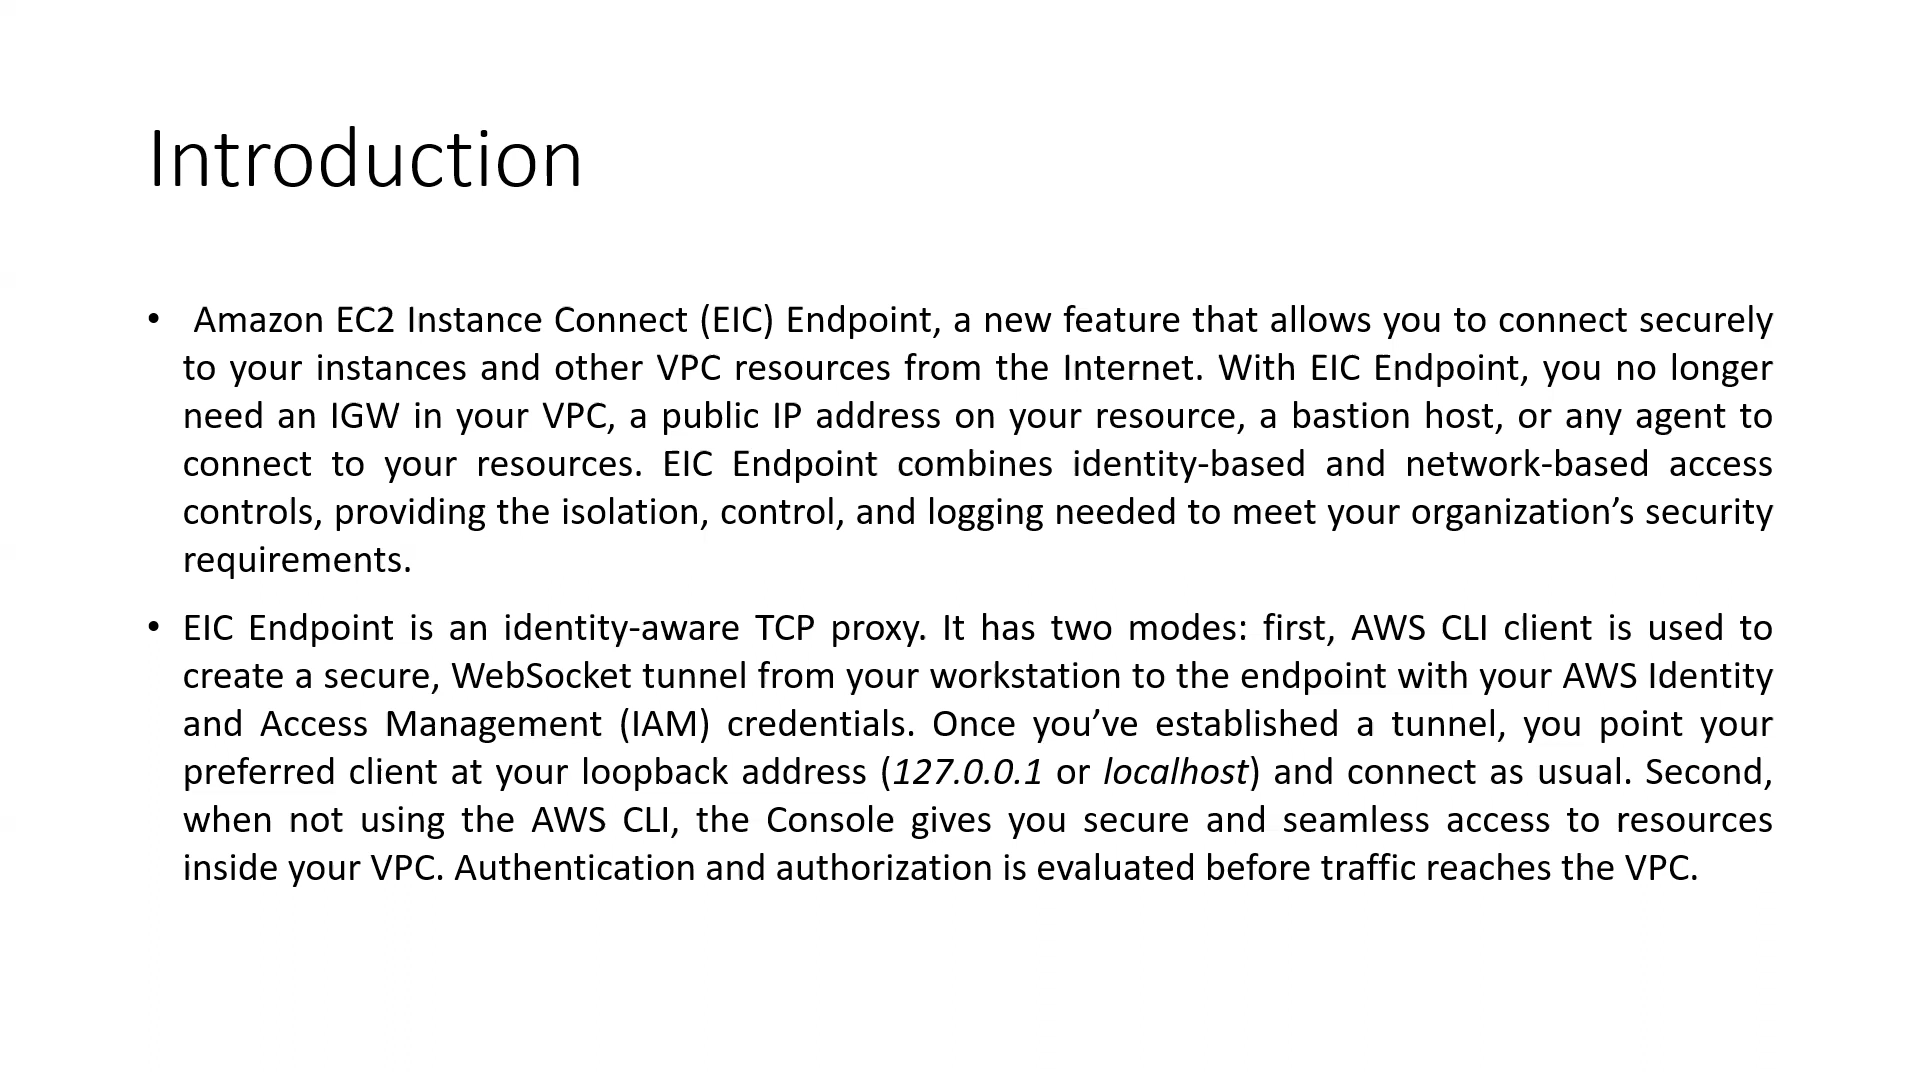 Introduction
• Amazon EC2 Instance Connect (EIC) Endpoint, a new feature that allows you to connect securely
to your instances and other VPC resources from the Internet. With EIC Endpoint, you no longer
need an IGW in your VPC, a public IP address on your resource, a bastion host, or any agent to
connect to your resources. EIC Endpoint combines identity-based and network-based access
controls, providing the isolation, control, and logging needed to meet your organization’s security
requirements.
• EIC Endpoint is an identity-aware TCP proxy. It has two modes: first, AWS CLI client is used to
create a secure, WebSocket tunnel from your workstation to the endpoint with your AWS Identity
and Access Management (IAM) credentials. Once you’ve established a tunnel, you point your
preferred client at your loopback address (127.0.0.1 or localhost) and connect as usual. Second,
when not using the AWS CLI, the Console gives you secure and seamless access to resources
inside your VPC. Authentication and authorization is evaluated before traffic reaches the VPC.